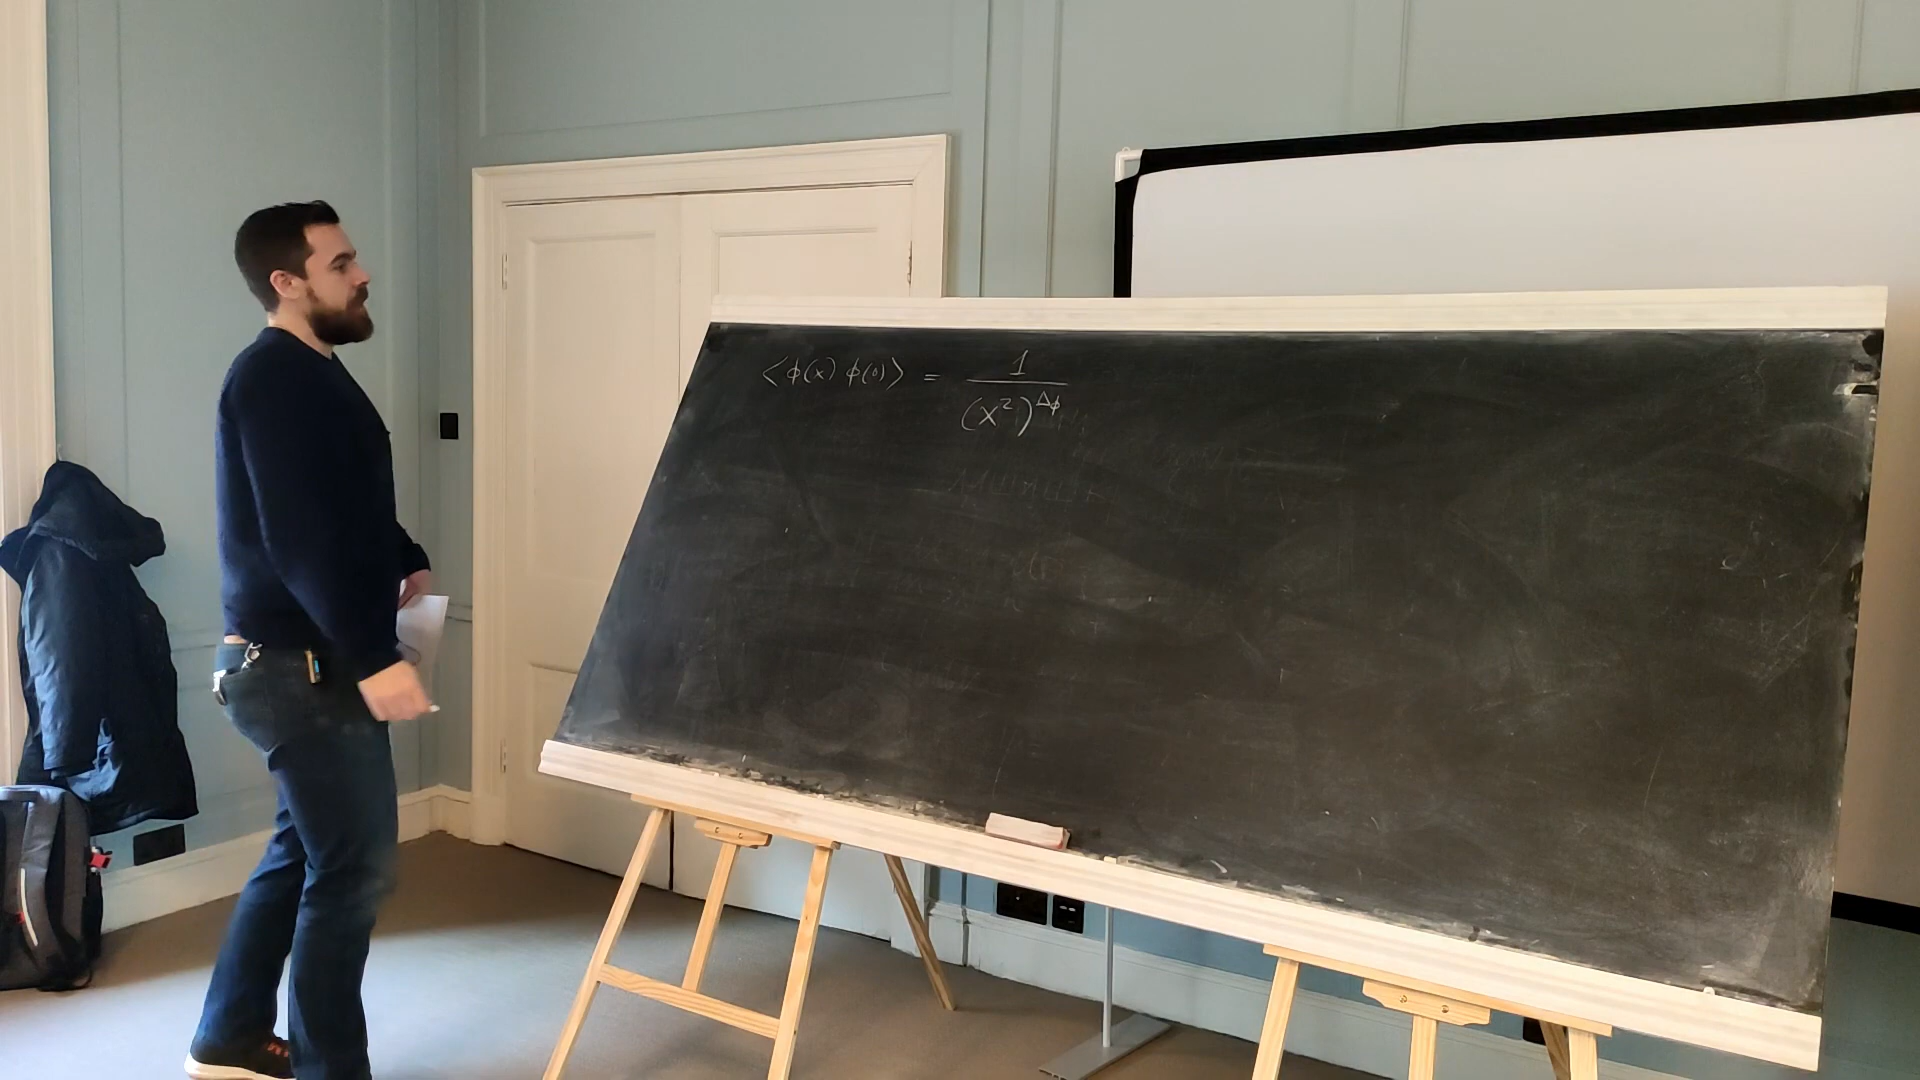 <φ(x) φ(0)> = 1/(x²)^Δφ